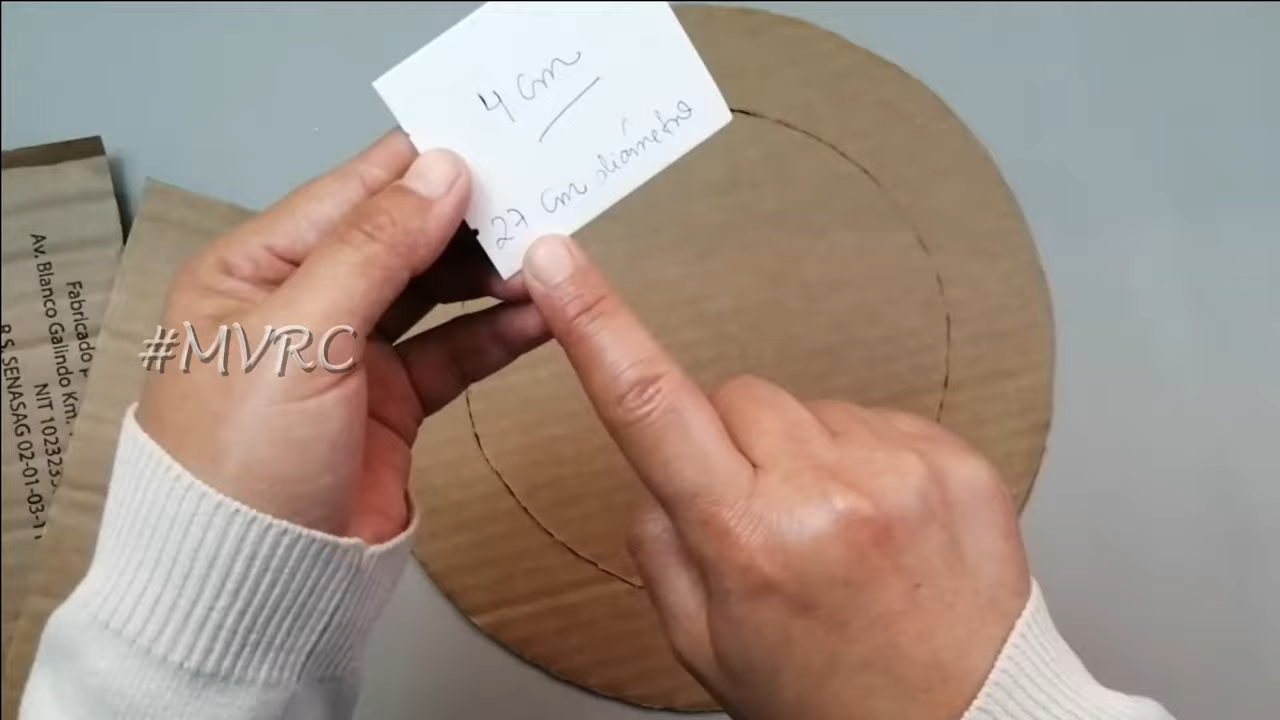 4 cm
27 cm diámetro
#MVRC
Fabricado p
Av. Blanco Galindo Km.
NIT 102323
R.S. SENASAG 02-01-03-1